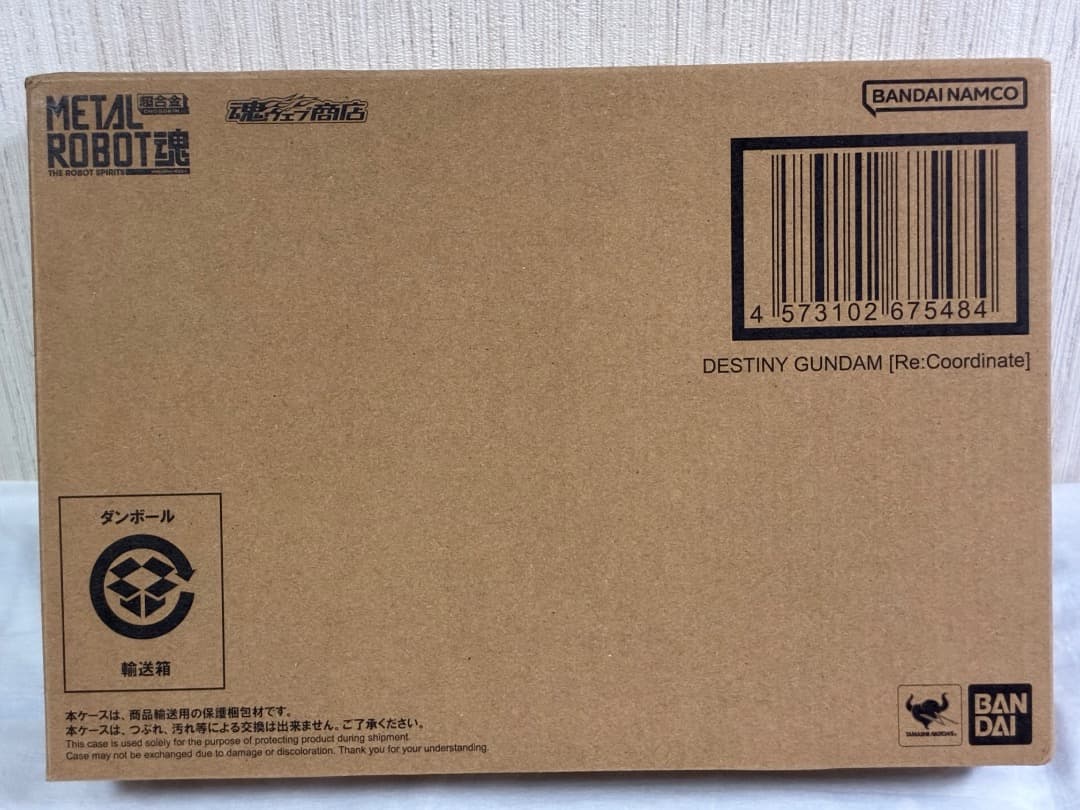 METAL
超合金
CHOGOKIN
ROBOT魂
THE ROBOT SPIRITS
魂ウェブ商店
BANDAI NAMCO
4 573102 675484
DESTINY GUNDAM [Re:Coordinate]
ダンボール
輸送箱
本ケースは、商品輸送用の保護梱包材です。
本ケースは、つぶれ、汚れ等による交換は出来ません。ご了承ください。
This case is used solely for the purpose of protecting product during shipment.
Case may not be exchanged due to damage or discoloration. Thank you for your understanding.
TAMASHII NATIONS
BAN
DAI